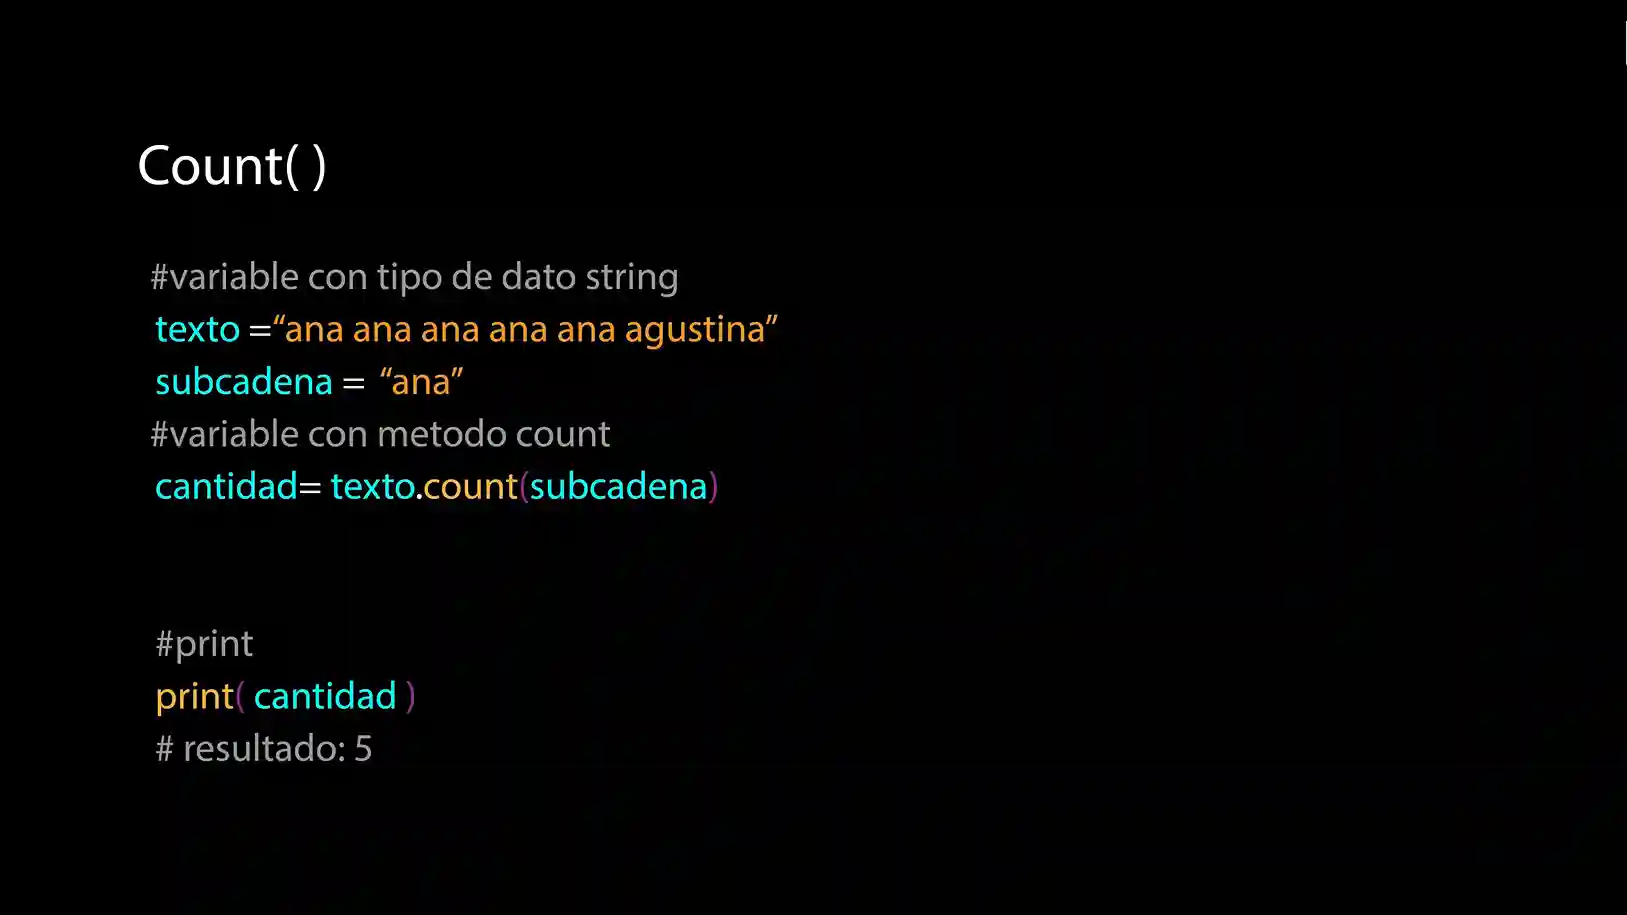 Count( )
#variable con tipo de dato string
texto =“ana ana ana ana ana agustina”
subcadena = “ana”
#variable con metodo count
cantidad= texto.count(subcadena)
#print
print( cantidad )
# resultado: 5